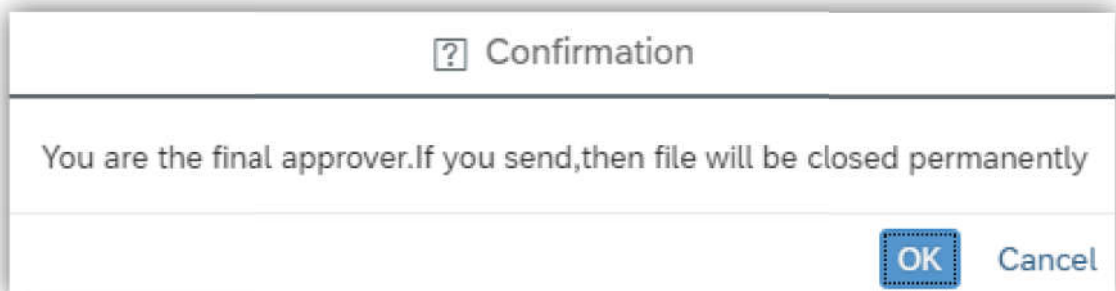 ? Confirmation
You are the final approver.If you send,then file will be closed permanently
OK Cancel